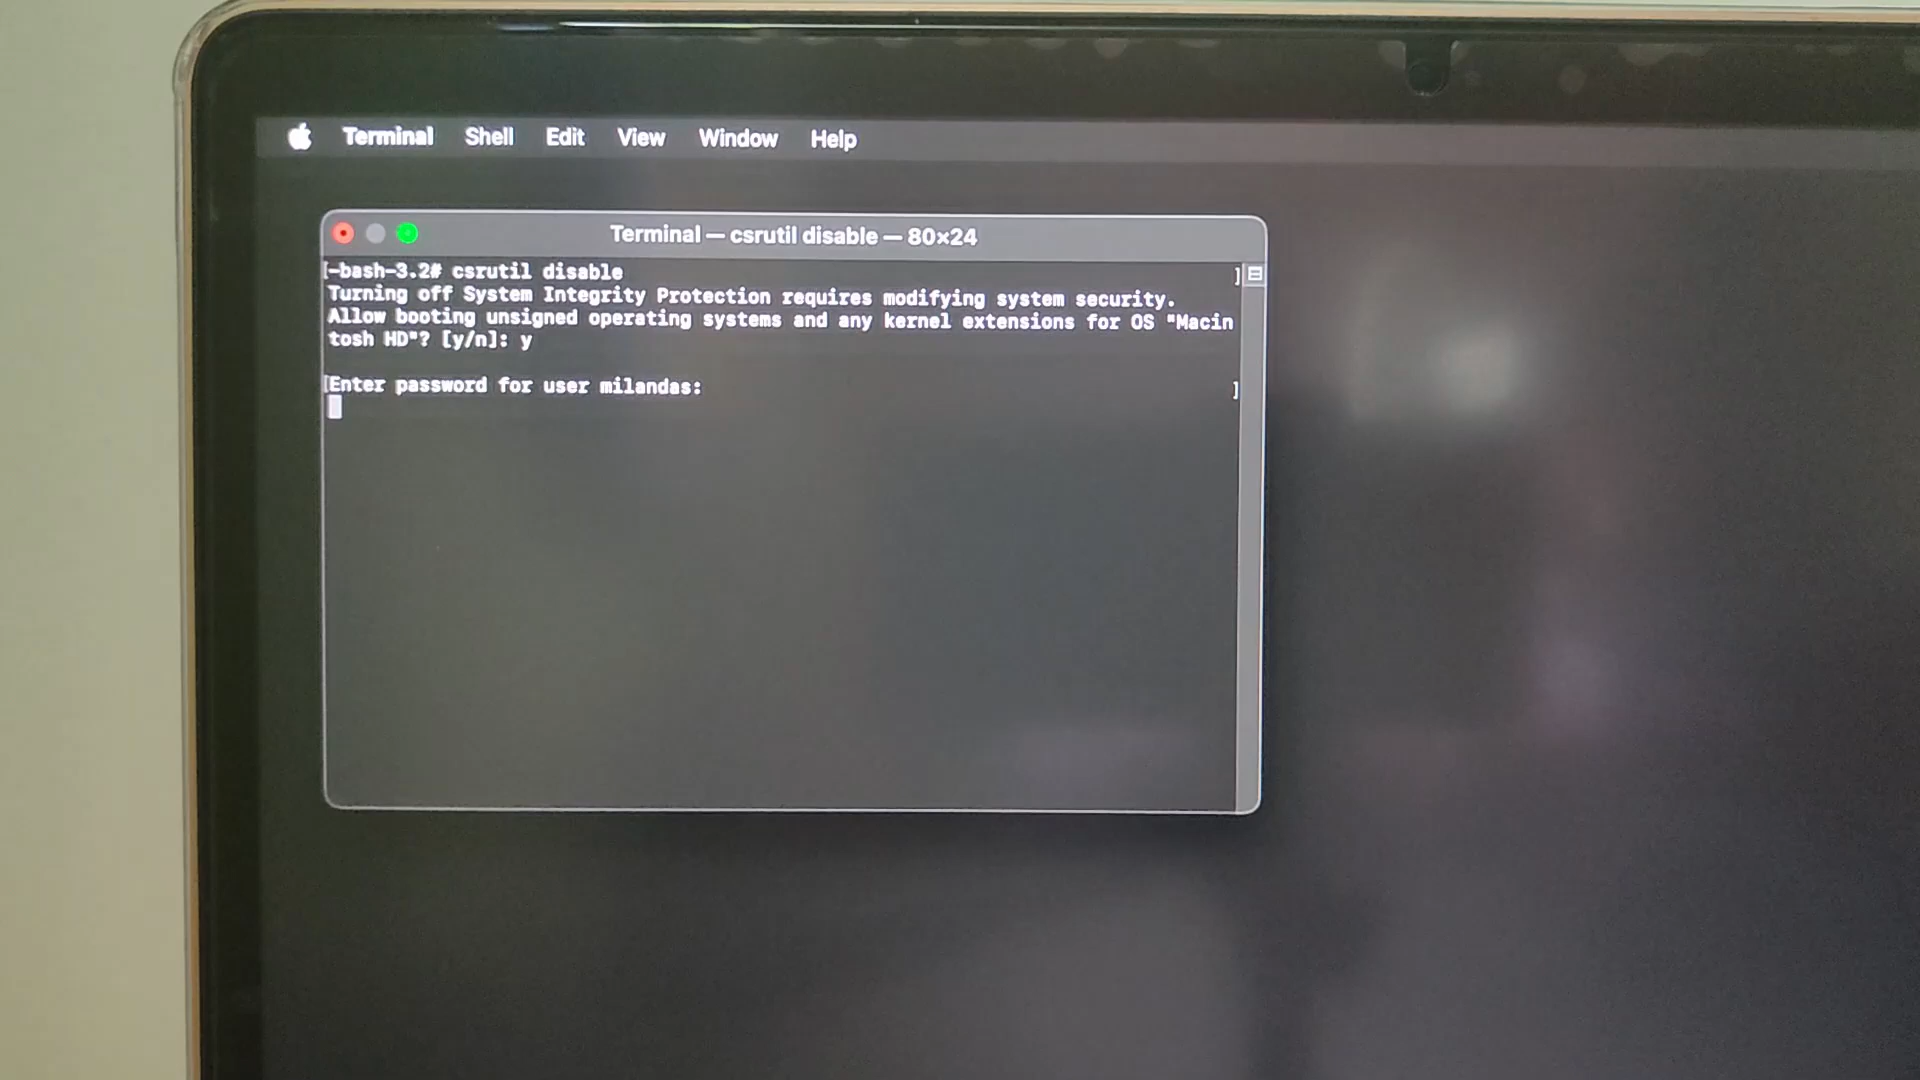 Terminal Shell Edit View Window Help
Terminal — csrutil disable — 80×24
[-bash-3.2# csrutil disable ]
Turning off System Integrity Protection requires modifying system security.
Allow booting unsigned operating systems and any kernel extensions for OS "Macin
tosh HD"? [y/n]: y
[Enter password for user milandas: ]